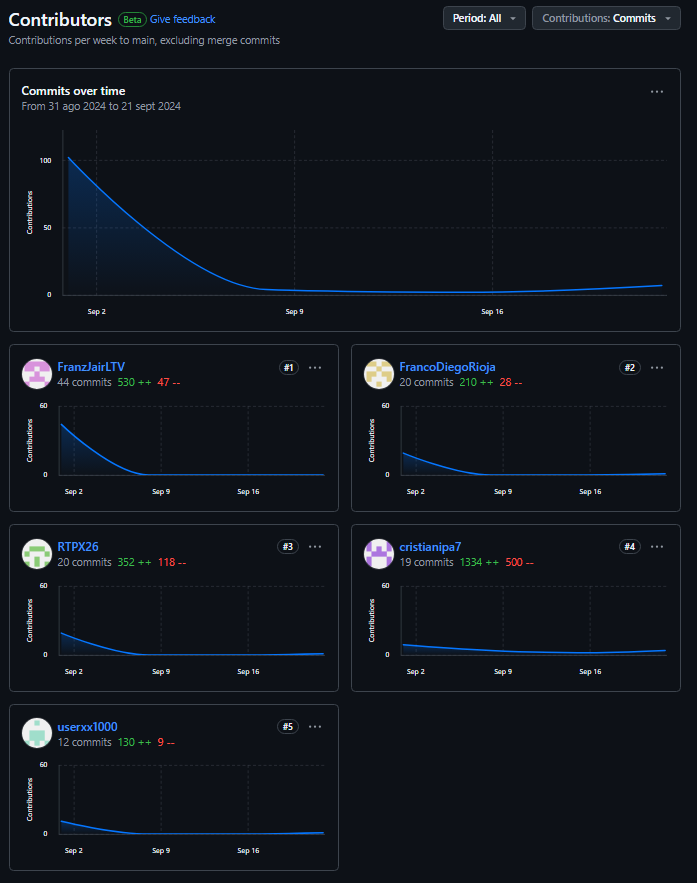 Contributors Beta Give feedback
Period: All
Contributions: Commits
Contributions per week to main, excluding merge commits
Commits over time
From 31 ago 2024 to 21 sept 2024
100
50
0
Contributions
Sep 2 Sep 9 Sep 16
FranzJairLTV #1
44 commits 530 ++ 47 --
60
0
Contributions
Sep 2 Sep 9 Sep 16
FrancoDiegoRioja #2
20 commits 210 ++ 28 --
60
0
Contributions
Sep 2 Sep 9 Sep 16
RTPX26 #3
20 commits 352 ++ 118 --
60
0
Contributions
Sep 2 Sep 9 Sep 16
cristianipa7 #4
19 commits 1334 ++ 500 --
60
0
Contributions
Sep 2 Sep 9 Sep 16
userxx1000 #5
12 commits 130 ++ 9 --
60
0
Contributions
Sep 2 Sep 9 Sep 16